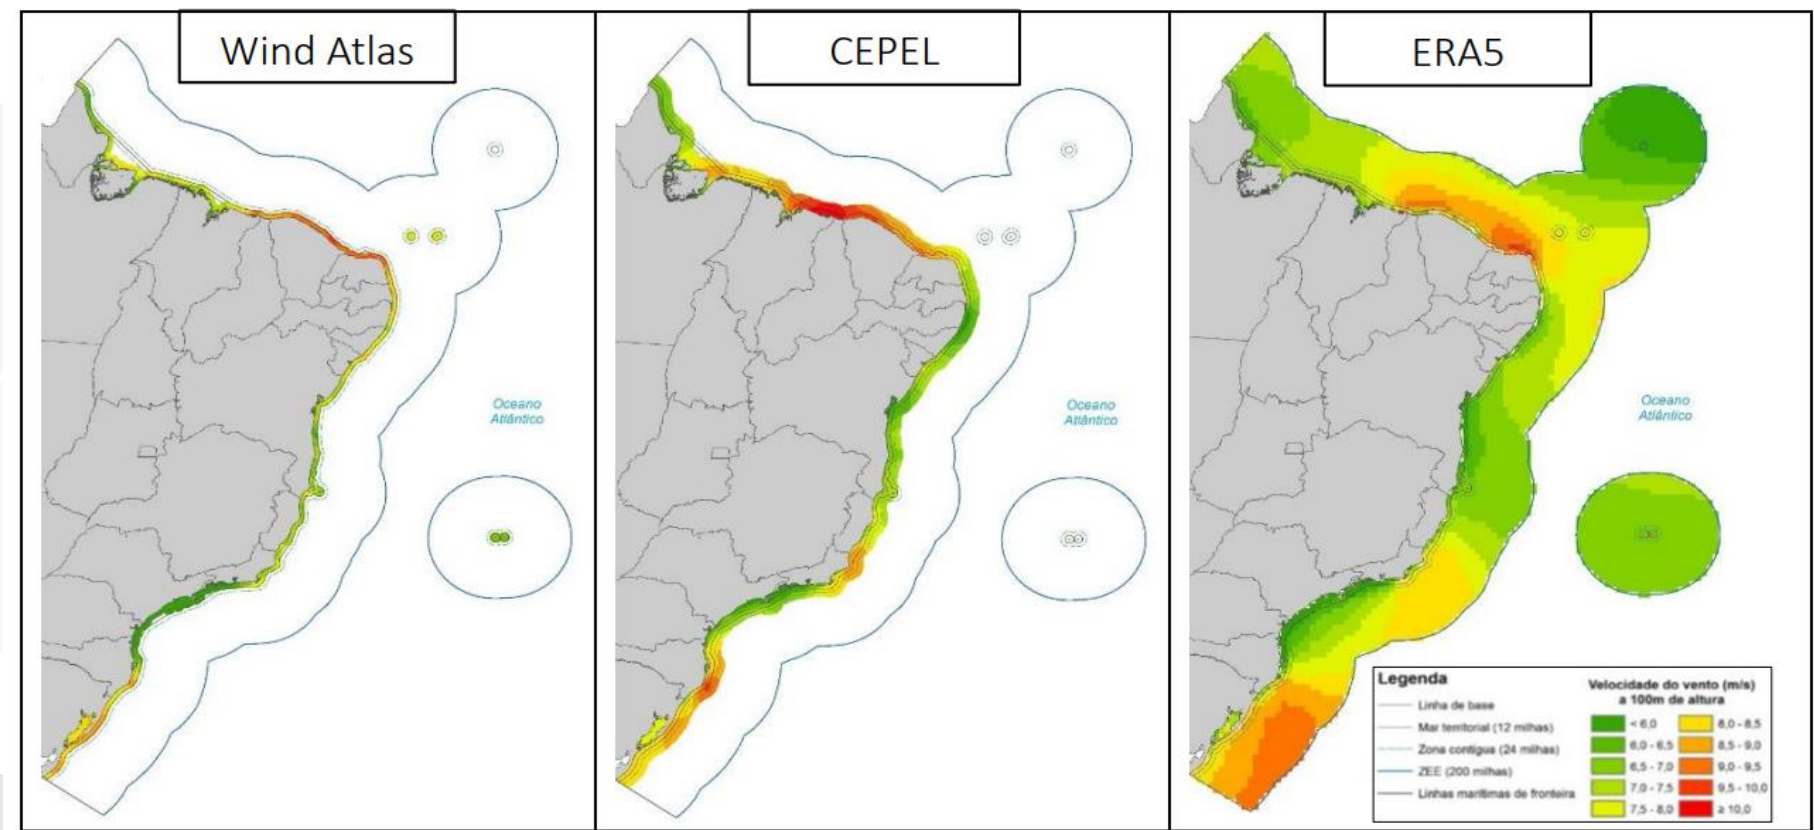 Wind Atlas
CEPEL
ERA5
Oceano
Atlântico
Oceano
Atlântico
Oceano
Atlântico
Legenda
Linha de base
Mar territorial (12 milhas)
Zona contígua (24 milhas)
ZEE (200 milhas)
Linhas marítimas de fronteira
Velocidade do vento (m/s)
a 100m de altura
< 6,0
6,0 - 6,5
6,5 - 7,0
7,0 - 7,5
7,5 - 8,0
8,0 - 8,5
8,5 - 9,0
9,0 - 9,5
9,5 - 10,0
≥ 10,0